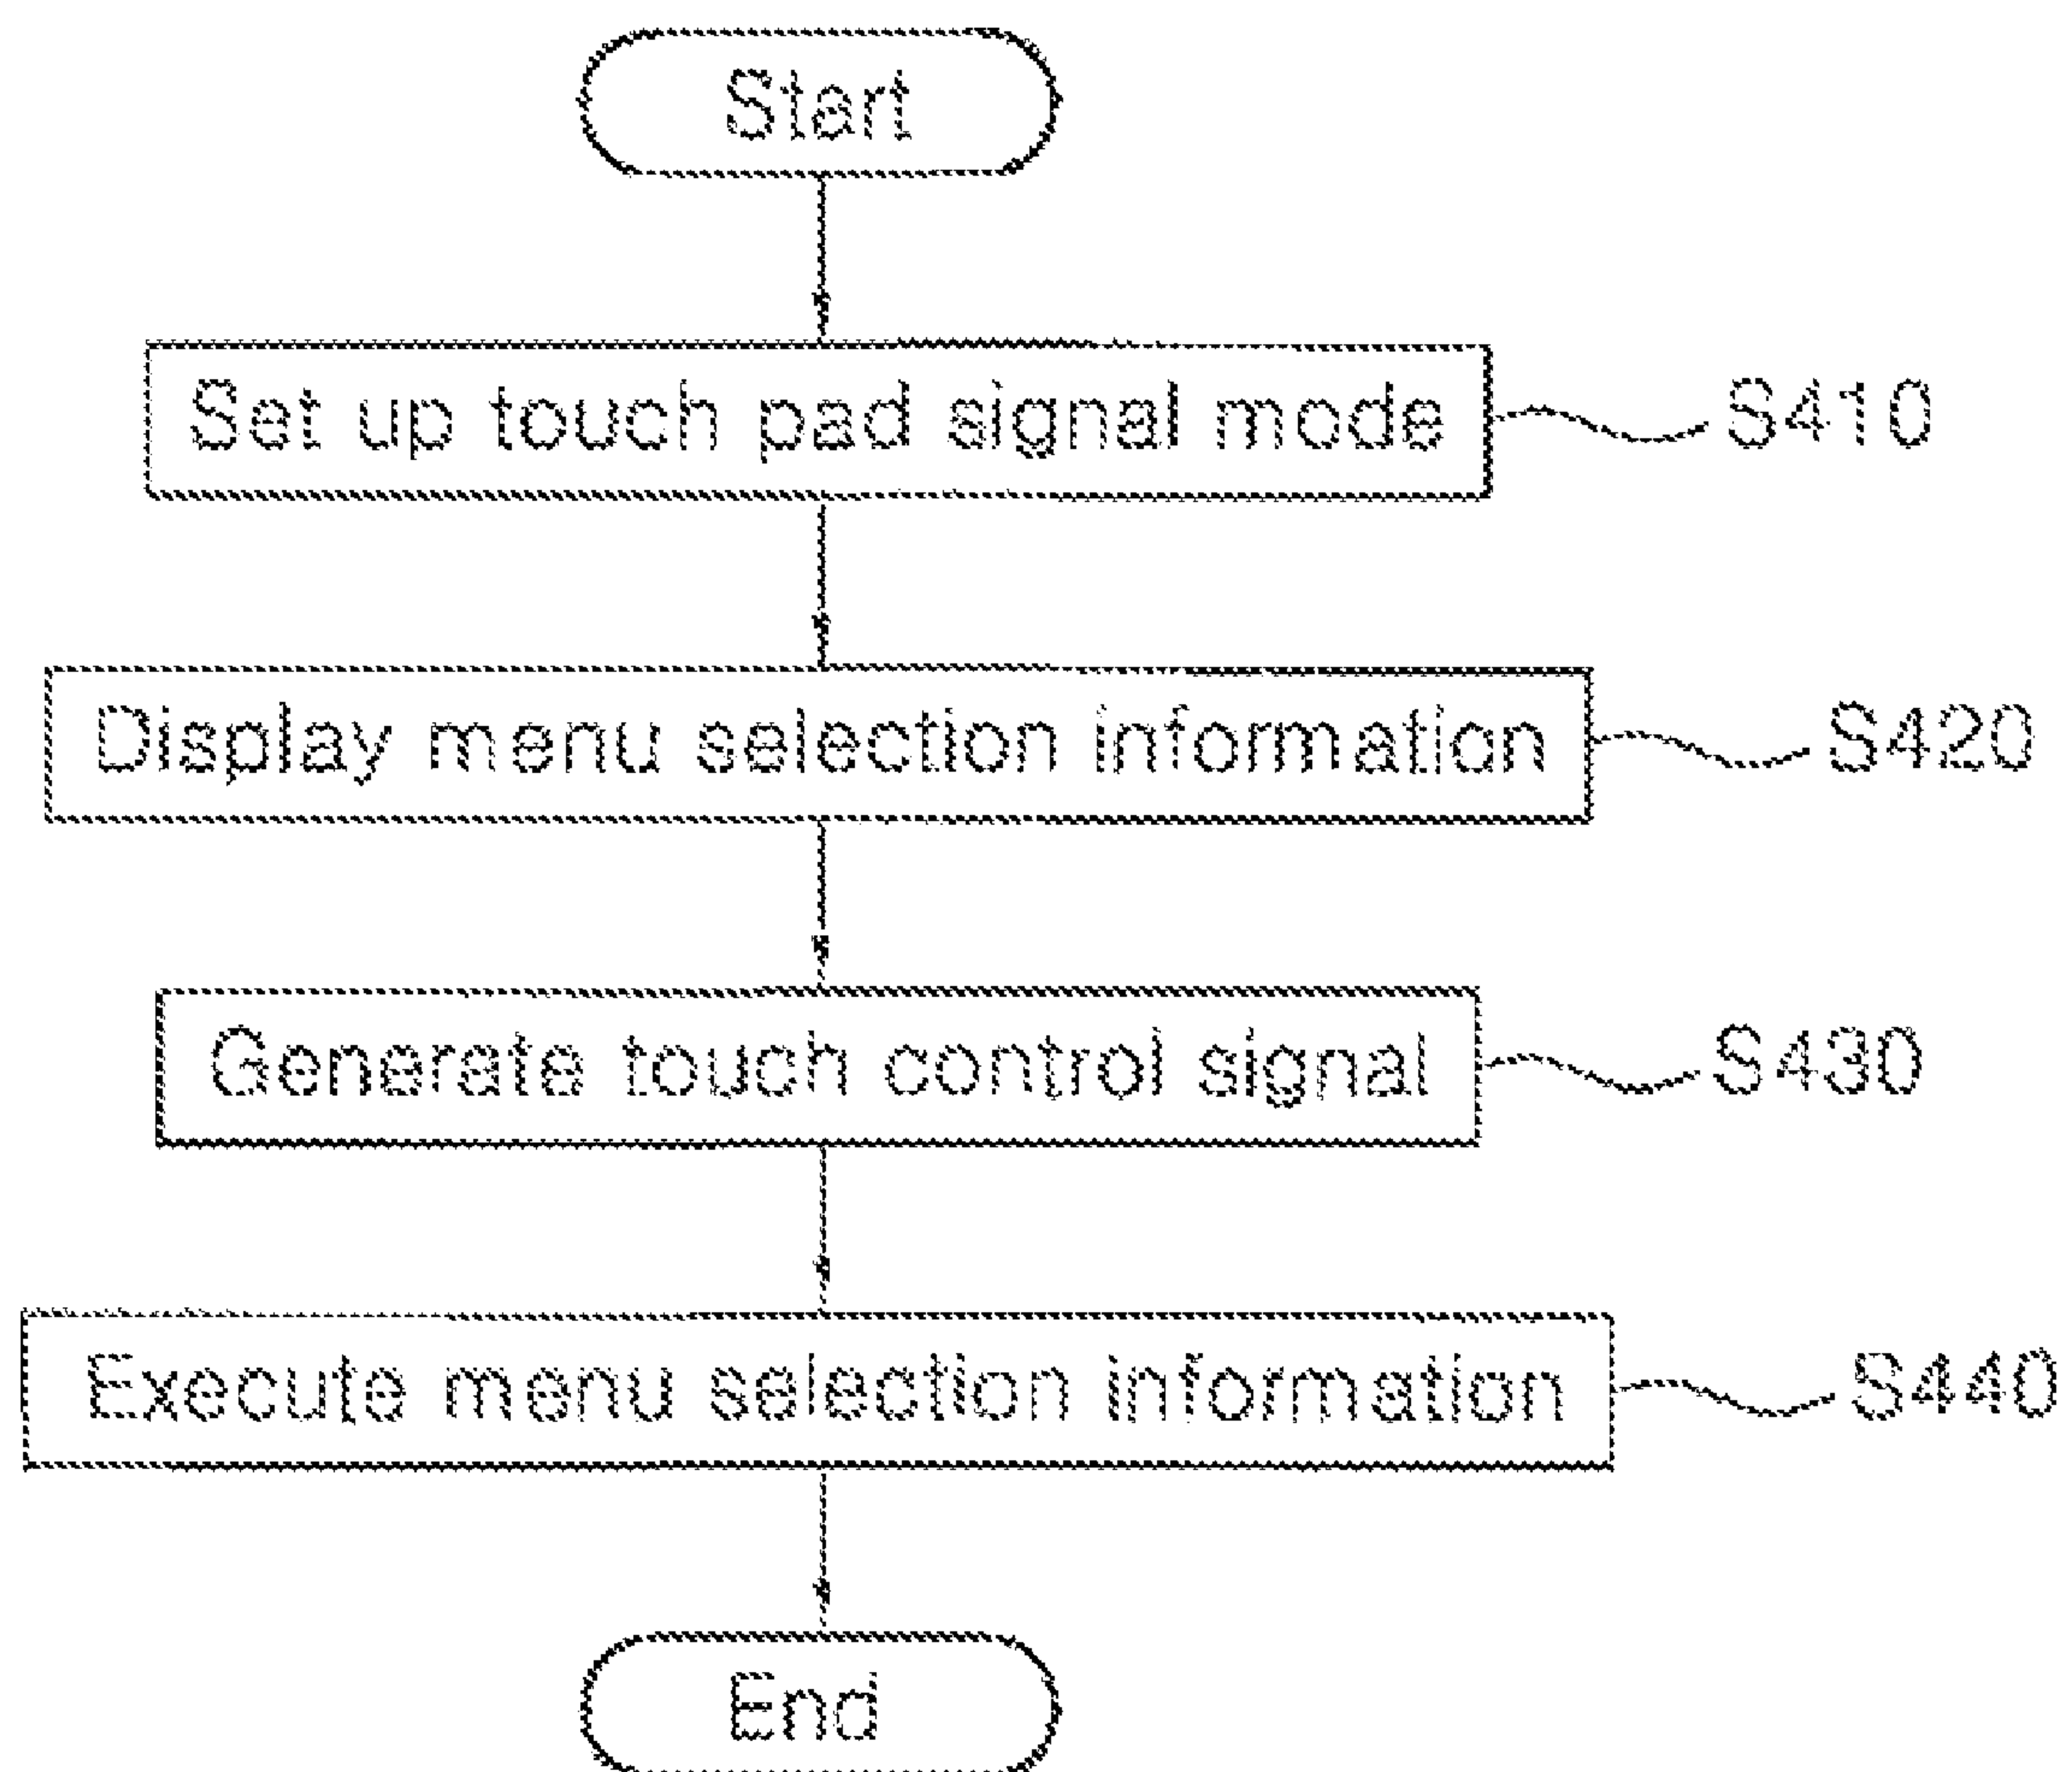 Start
Set up touch pad signal mode S410
Display menu selection information S420
Generate touch control signal S430
Execute menu selection information S440
End